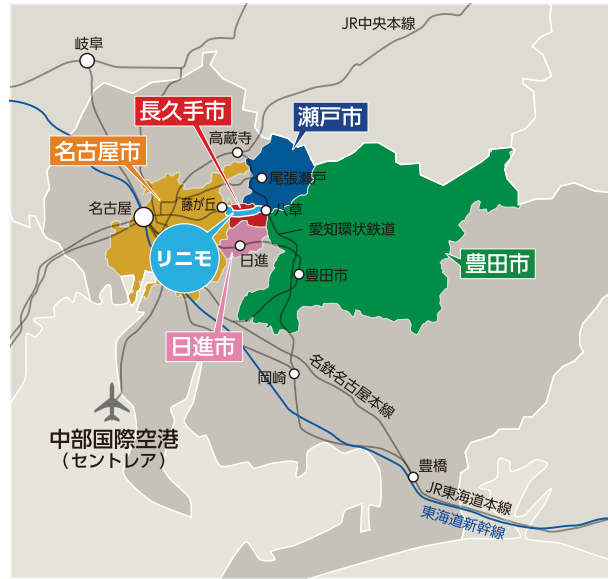 JR中央本線
岐阜
長久手市
瀬戸市
高蔵寺
名古屋市
尾張瀬戸
藤が丘
名古屋
八草
愛知環状鉄道
リニモ
日進
豊田市
豊田市
日進市
岡崎
名鉄名古屋本線
中部国際空港
（セントレア）
豊橋
JR東海道本線
東海道新幹線